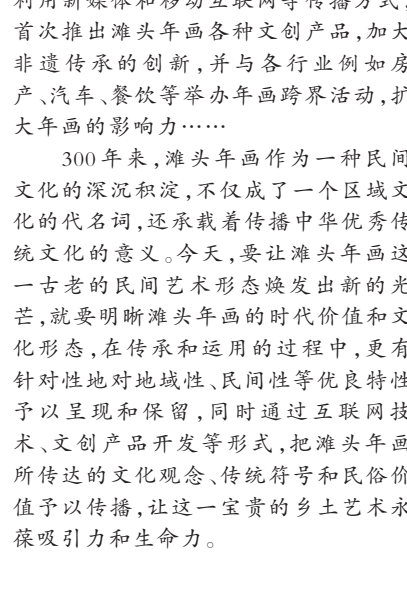 利用新媒体和移动互联网等传播方式,
首次推出滩头年画各种文创产品,加大
非遗传承的创新,并与各行业例如房
产、汽车、餐饮等举办年画跨界活动,扩
大年画的影响力……
300年来,滩头年画作为一种民间
文化的深沉积淀,不仅成了一个区域文
化的代名词,还承载着传播中华优秀传
统文化的意义。今天,要让滩头年画这
一古老的民间艺术形态焕发出新的光
芒,就要明晰滩头年画的时代价值和文
化形态,在传承和运用的过程中,更有
针对性地对地域性、民间性等优良特性
予以呈现和保留,同时通过互联网技
术、文创产品开发等形式,把滩头年画
所传达的文化观念、传统符号和民俗价
值予以传播,让这一宝贵的乡土艺术永
葆吸引力和生命力。